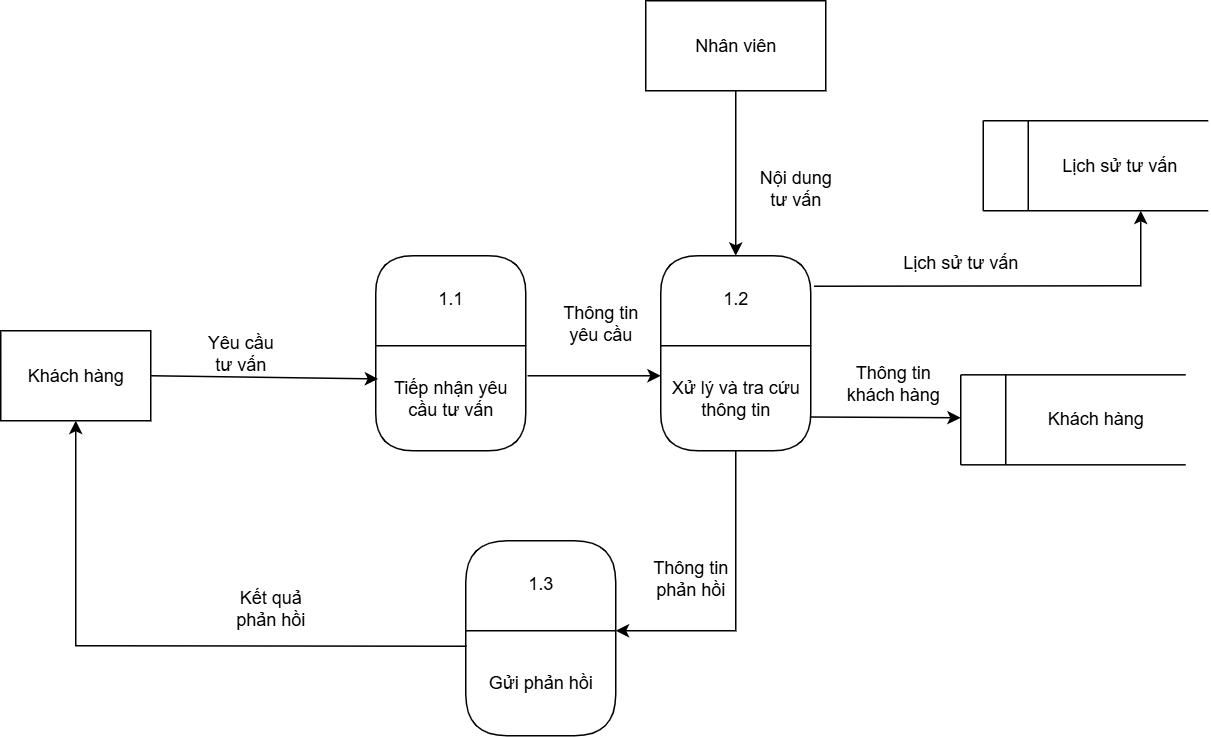 Nhân viên
Nội dung
tư vấn
Lịch sử tư vấn
Lịch sử tư vấn
1.1
Tiếp nhận yêu
cầu tư vấn
Thông tin
yêu cầu
1.2
Xử lý và tra cứu
thông tin
Yêu cầu
tư vấn
Khách hàng
Thông tin
khách hàng
Khách hàng
Thông tin
phản hồi
1.3
Gửi phản hồi
Kết quả
phản hồi